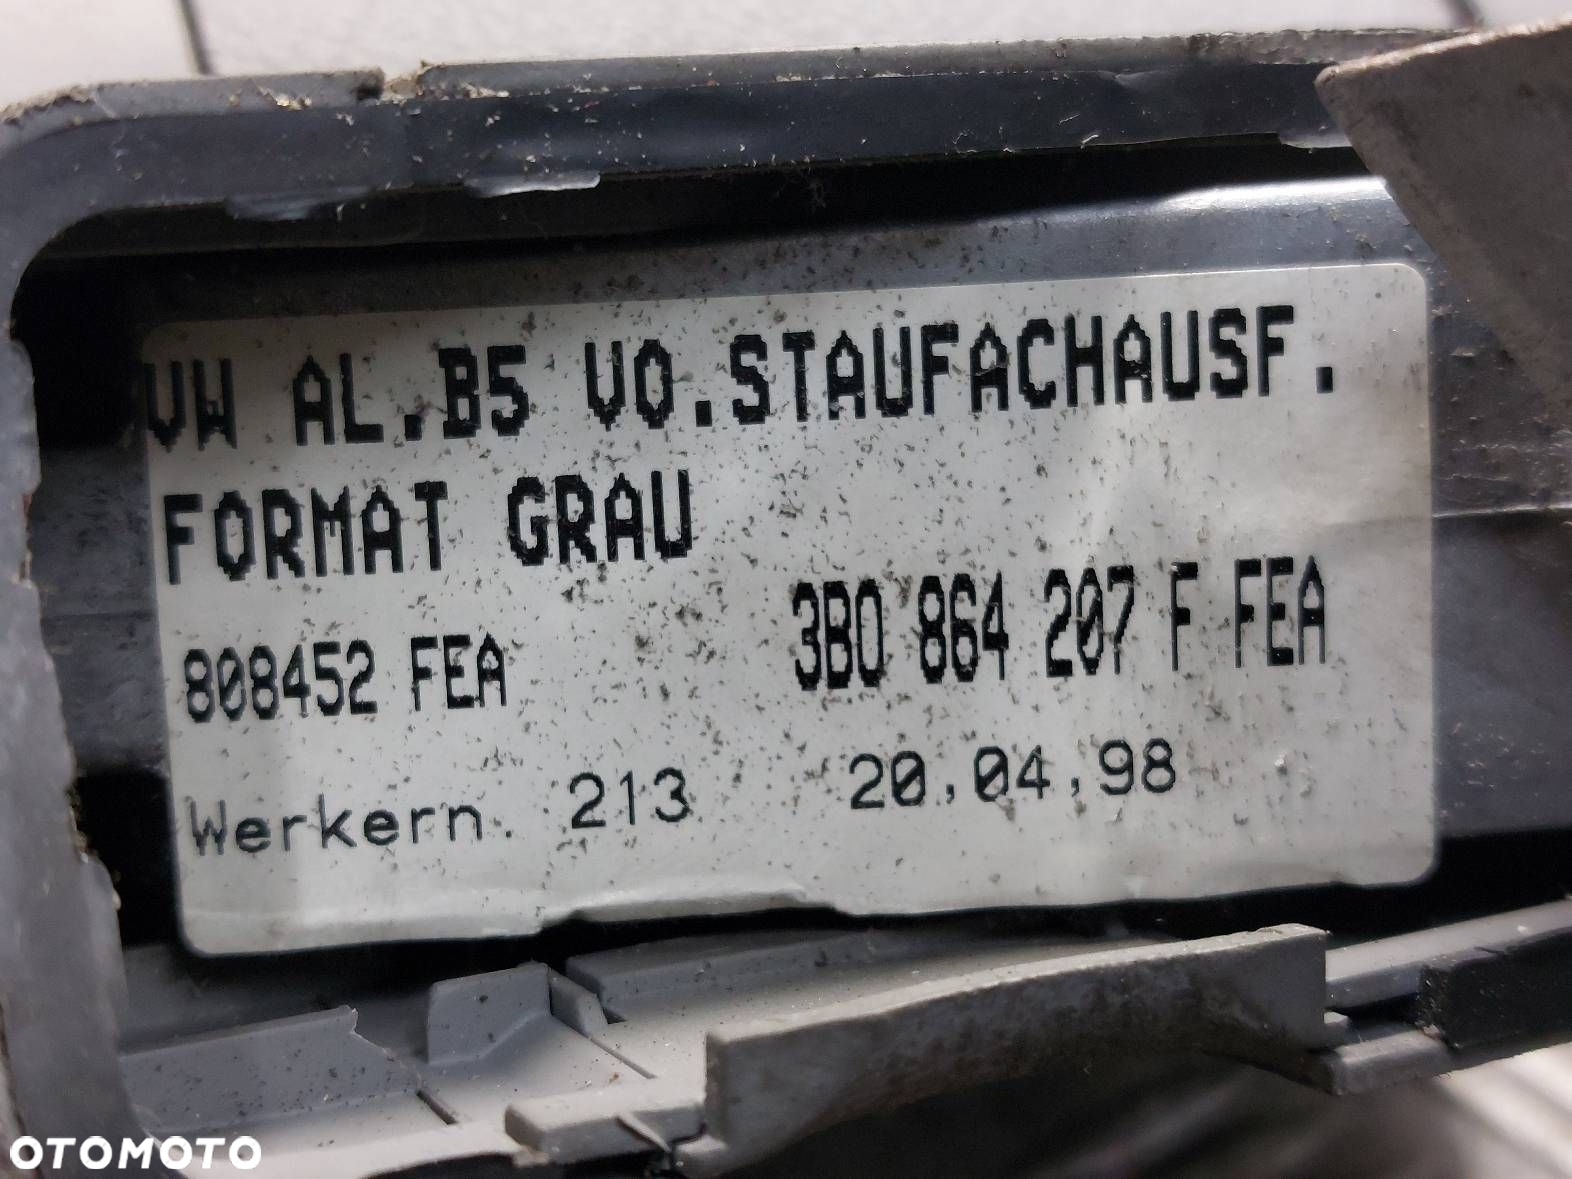 VW AL.B5 VO.STAUFACHAUSF.
FORMAT GRAU
808452 FEA 3B0 864 207 F FEA
Werkern. 213 20.04.98
OTOMOTO